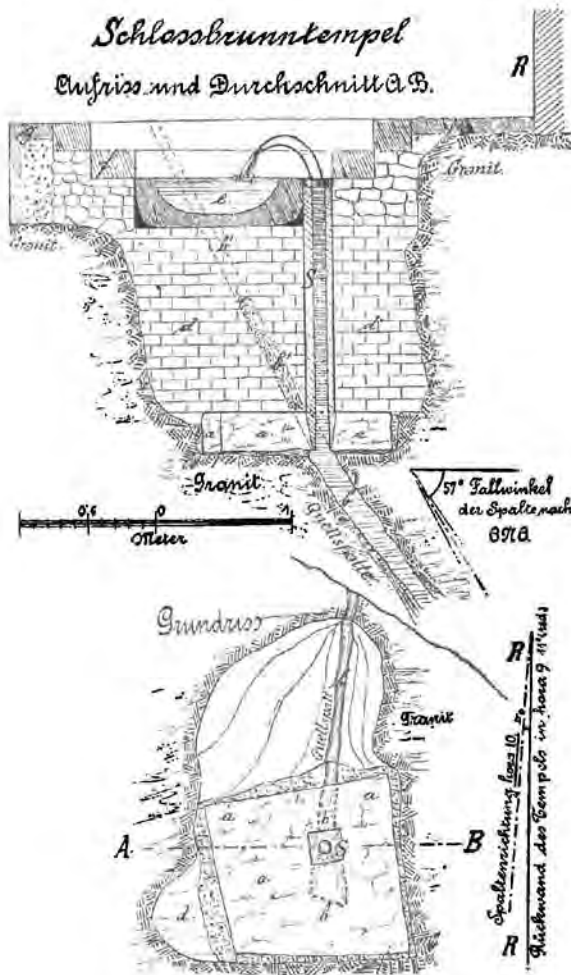 Schlossbrunntempel
Aufriss und Durchschnitt A B.
R
Granit.
Granit.
S
d
d
a
a
a
Granit
Quellspalte.
57° Fallwinkel
der Spalte nach
0,5
0
1
Meter
Grundriss
Quellspalt
Granit
a
a
a
b
S
b
d
A
B
R
R
Spaltenrichtung hora 10
Rückwand des Tempels in hora 9